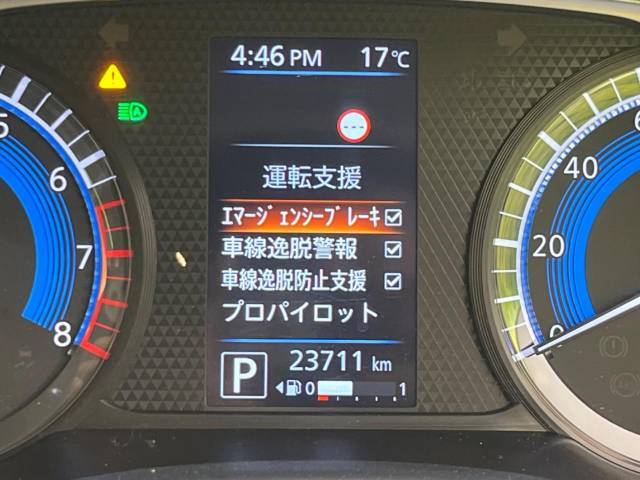 4:46 PM 17℃
運転支援
ｴﾏｰｼﾞｪﾝｼｰﾌﾞﾚｰｷ
車線逸脱警報
車線逸脱防止支援
プロパイロット
P 23711 km
0 1
A
5
6
7
8
40
20
0